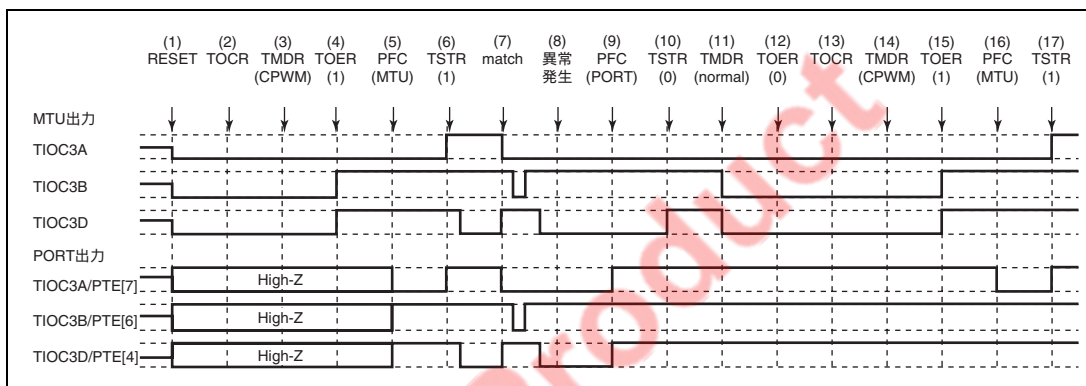 (1) (2) (3) (4) (5) (6) (7) (8) (9) (10) (11) (12) (13) (14) (15) (16) (17)
RESET TOCR TMDR TOER PFC TSTR match 異常 PFC TSTR TMDR TOER TOCR TMDR TOER PFC TSTR
(CPWM) (1) (MTU) (1) 発生 (PORT) (0) (normal) (0) (CPWM) (1) (MTU) (1)
MTU出力
TIOC3A
TIOC3B
TIOC3D
PORT出力
TIOC3A/PTE[7] High-Z
TIOC3B/PTE[6] High-Z
TIOC3D/PTE[4] High-Z
Product